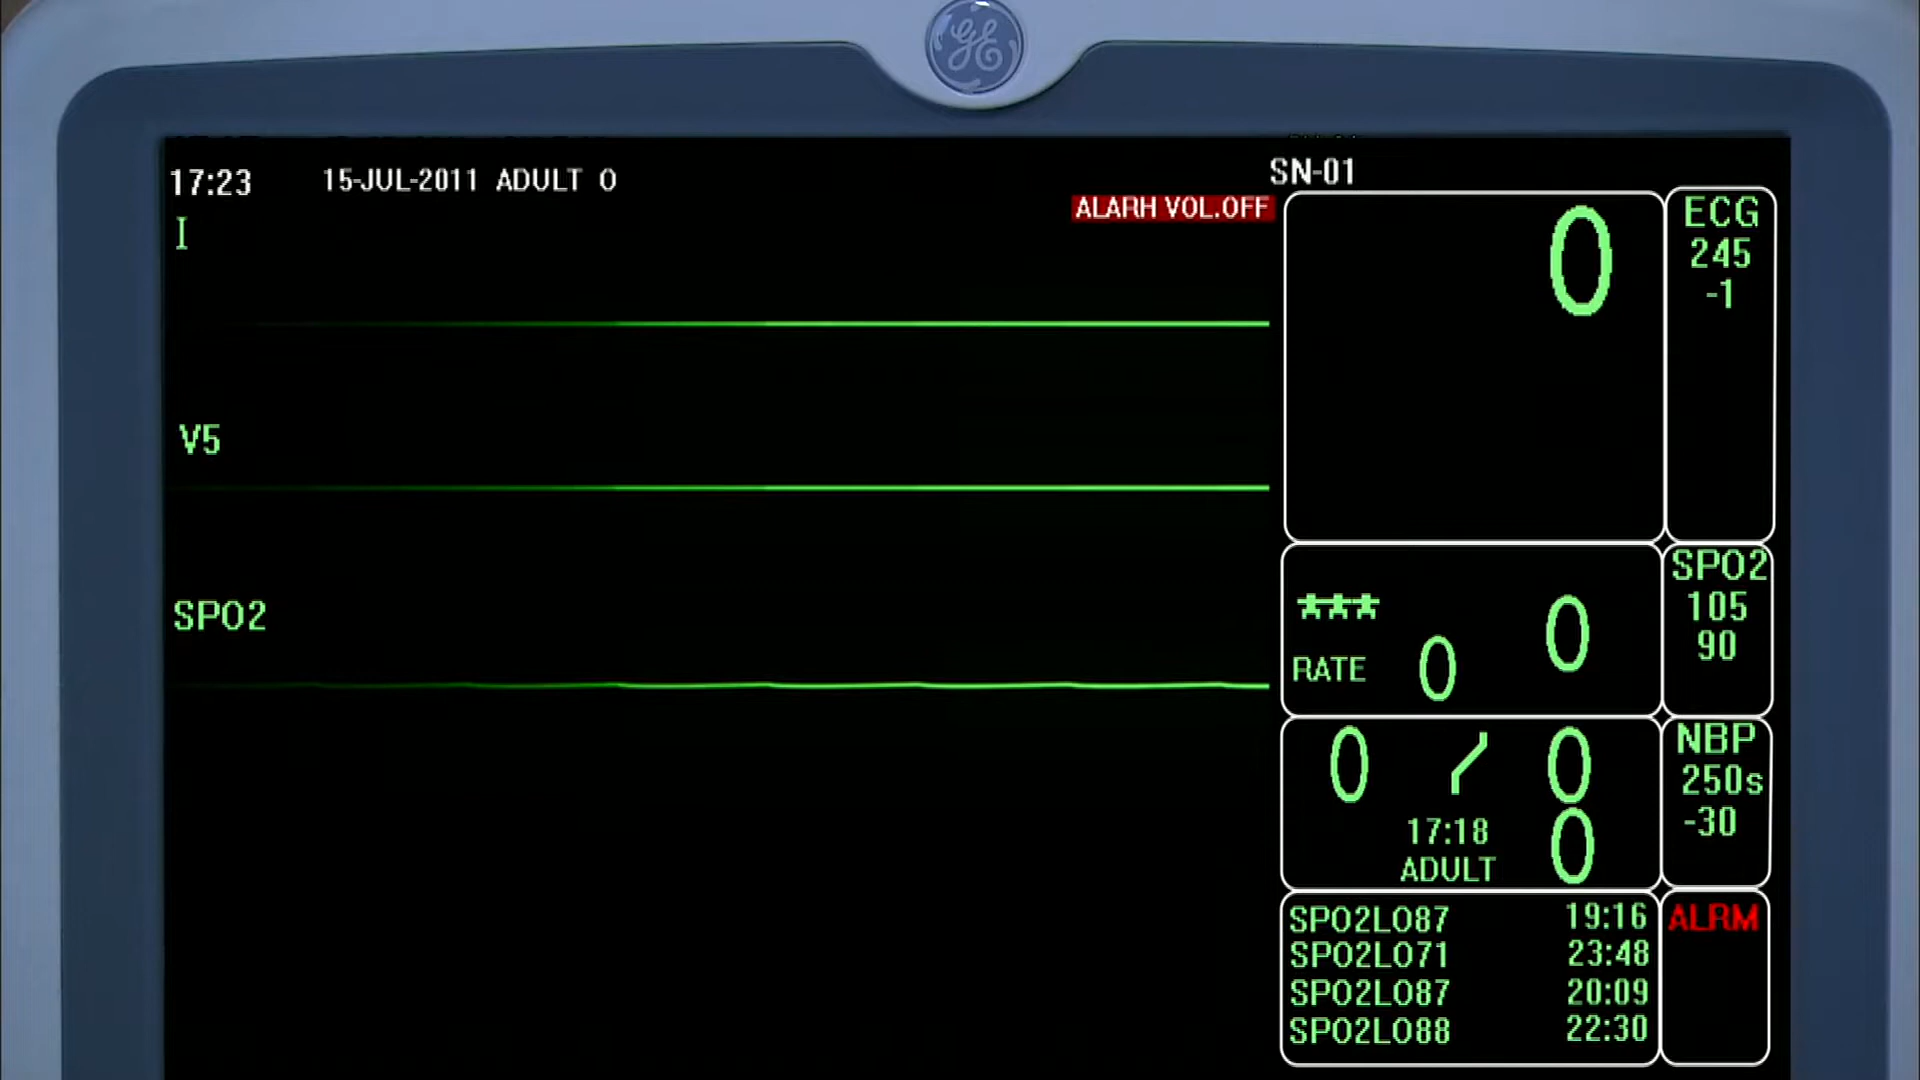 GE
17:23 15-JUL-2011 ADULT 0
SN-01
ALARH VOL.OFF
I
0
ECG
245
-1
V5
SPO2
***
0
RATE 0
SPO2
105
90
0 / 0
17:18 0
ADULT
NBP
250s
-30
SPO2LO87 19:16
SPO2LO71 23:48
SPO2LO87 20:09
SPO2LO88 22:30
ALRM